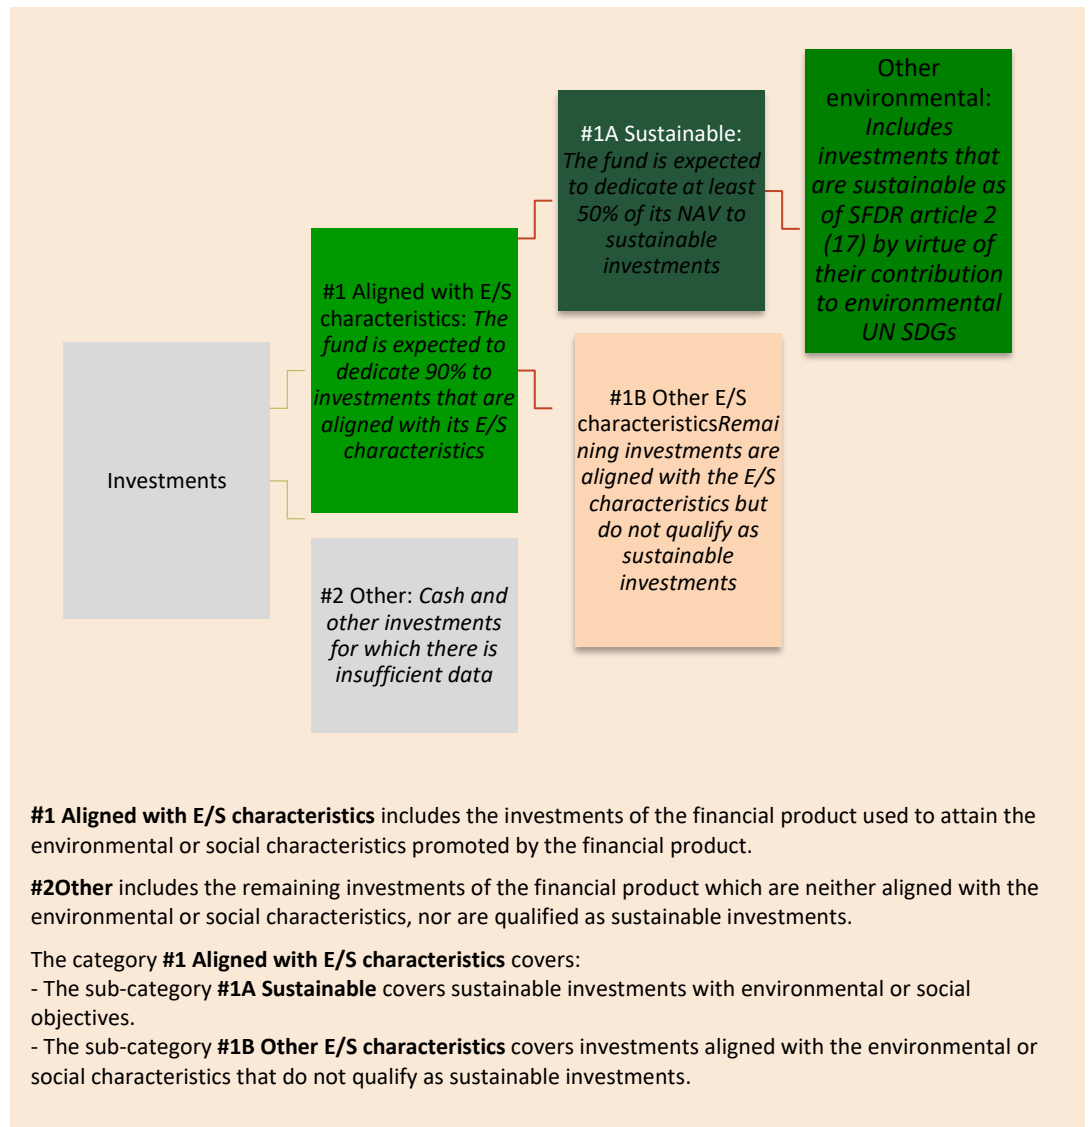 Investments
#1 Aligned with E/S
characteristics: The
fund is expected to
dedicate 90% to
investments that are
aligned with its E/S
characteristics
#2 Other: Cash and
other investments
for which there is
insufficient data
#1A Sustainable:
The fund is expected
to dedicate at least
50% of its NAV to
sustainable
investments
#1B Other E/S
characteristicsRemai
ning investments are
aligned with the E/S
characteristics but
do not qualify as
sustainable
investments
Other
environmental:
Includes
investments that
are sustainable as
of SFDR article 2
(17) by virtue of
their contribution
to environmental
UN SDGs
#1 Aligned with E/S characteristics includes the investments of the financial product used to attain the
environmental or social characteristics promoted by the financial product.
#2Other includes the remaining investments of the financial product which are neither aligned with the
environmental or social characteristics, nor are qualified as sustainable investments.
The category #1 Aligned with E/S characteristics covers:
- The sub-category #1A Sustainable covers sustainable investments with environmental or social
objectives.
- The sub-category #1B Other E/S characteristics covers investments aligned with the environmental or
social characteristics that do not qualify as sustainable investments.